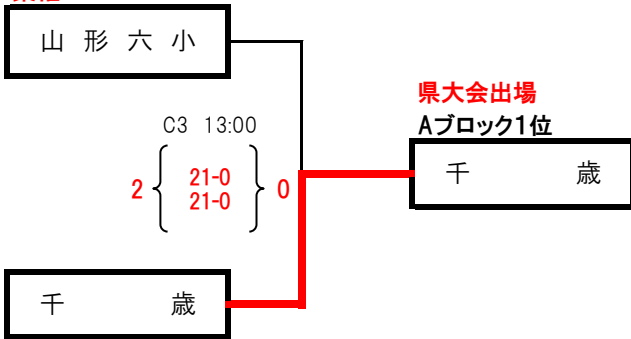 山 形 六 小
県大会出場
Aブロック1位
C3 13:00
千 歳
2 { 21-0 } 0
21-0
千 歳